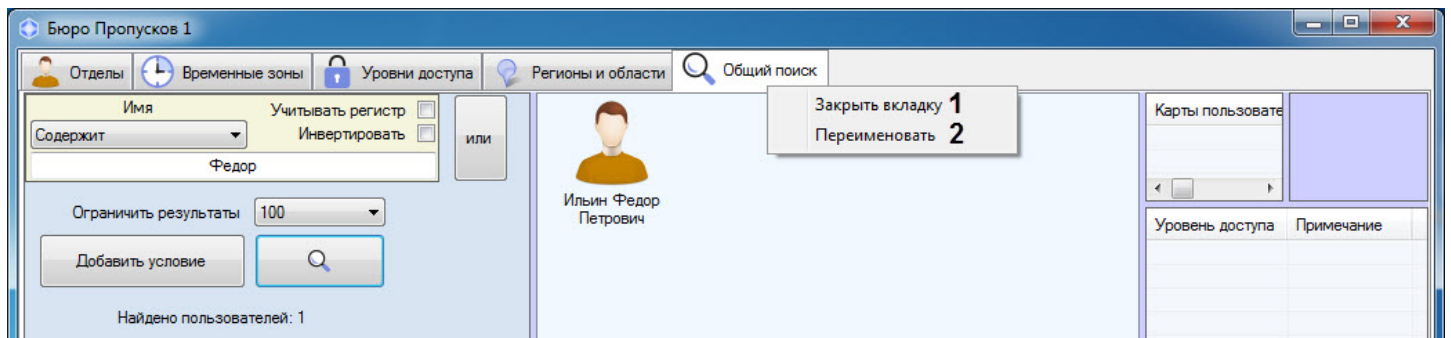 Бюро Пропусков 1
Отделы
Временные зоны
Уровни доступа
Регионы и области
Общий поиск
Имя
Учитывать регистр
Содержит
Инвертировать
или
Федор
Ограничить результаты 100
Добавить условие
Найдено пользователей: 1
Ильин Федор
Петрович
Закрыть вкладку 1
Переименовать 2
Карты пользовате
Уровень доступа Примечание